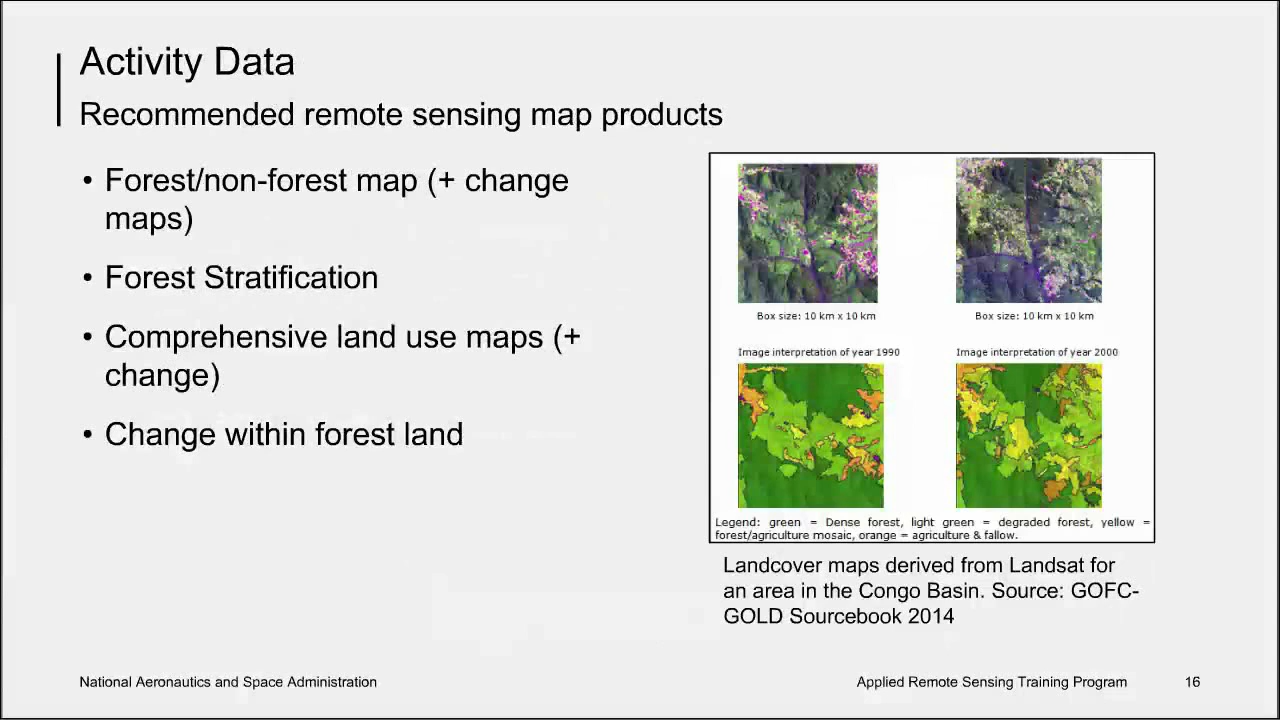 Activity Data
Recommended remote sensing map products
• Forest/non-forest map (+ change
maps)
• Forest Stratification
• Comprehensive land use maps (+
change)
• Change within forest land
Box size: 10 km x 10 km
Box size: 10 km x 10 km
Image interpretation of year 1990
Image interpretation of year 2000
Legend: green = Dense forest, light green = degraded forest, yellow =
forest/agriculture mosaic, orange = agriculture & fallow.
Landcover maps derived from Landsat for
an area in the Congo Basin. Source: GOFC-
GOLD Sourcebook 2014
National Aeronautics and Space Administration
Applied Remote Sensing Training Program
16